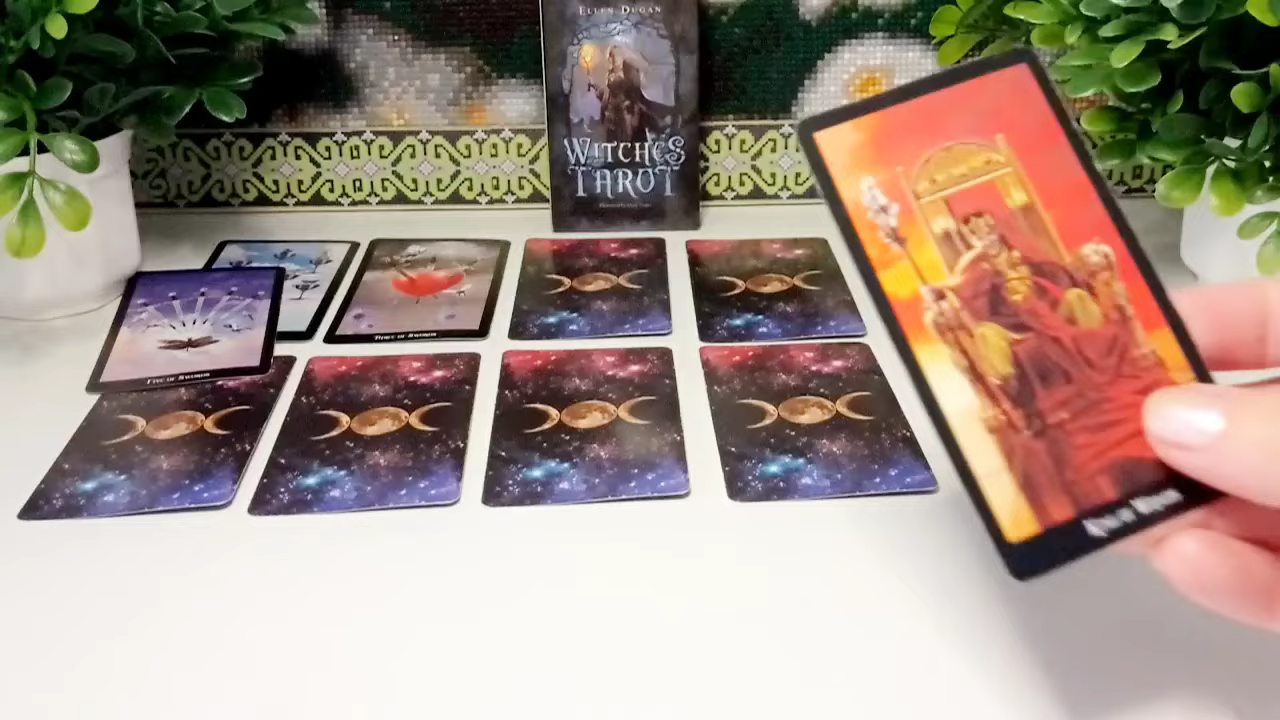 ELLEN DUGAN
WITCHES
TAROT
THREE OF SWORDS
FIVE OF SWORDS